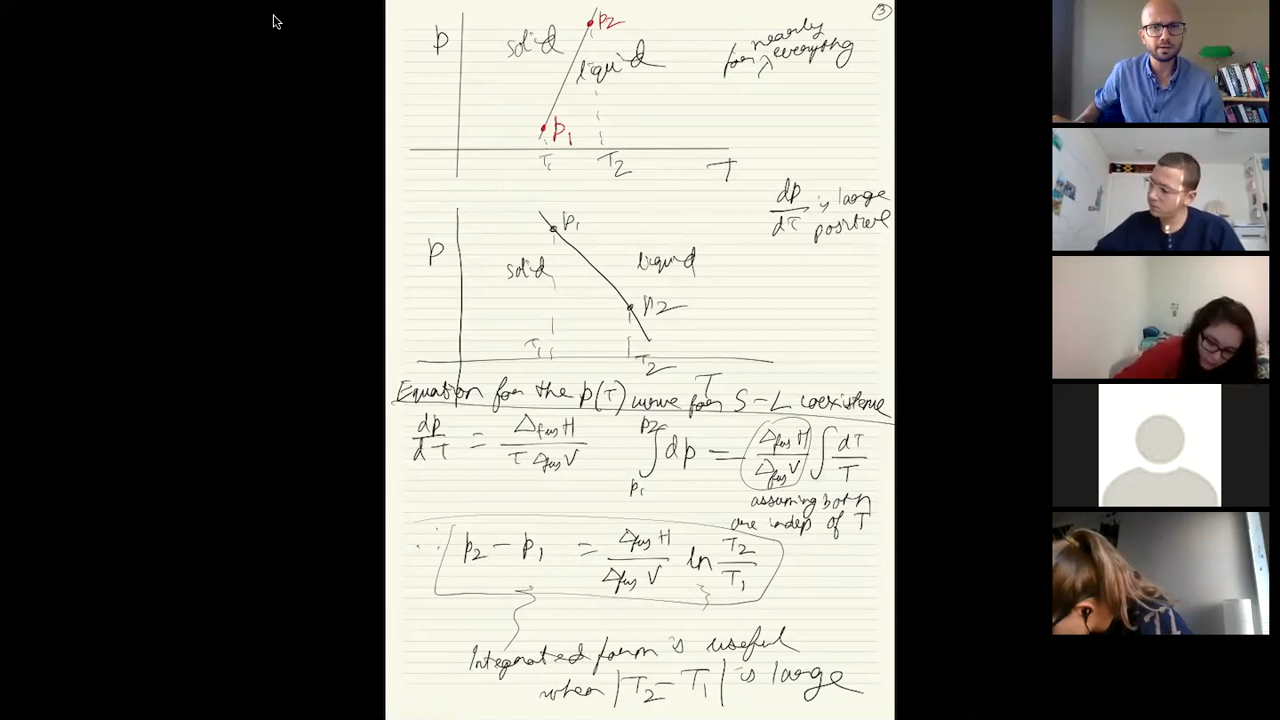 3
p
solid
p2
liquid
for nearly everything
p1
T1
T2
T
dp/dT is large positive
p
p1
solid
liquid
p2
T1
T2
T
Equation for the p(T) curve for S-L coexistence
dp/dT = ΔfusH/TΔfusV
∫p1p2 dp = ΔfusH/ΔfusV ∫ dT/T
assuming both
are indep of T
∴ p2 - p1 = ΔfusH/ΔfusV ln T2/T1
Integrated form is useful
when |T2 - T1| is large